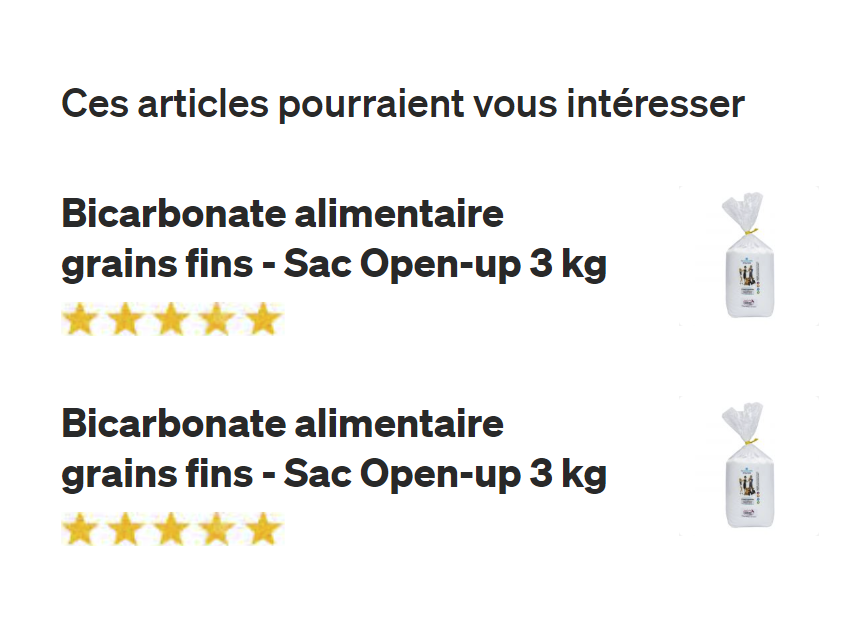 Ces articles pourraient vous intéresser
Bicarbonate alimentaire
grains fins - Sac Open-up 3 kg
Bicarbonate alimentaire
grains fins - Sac Open-up 3 kg